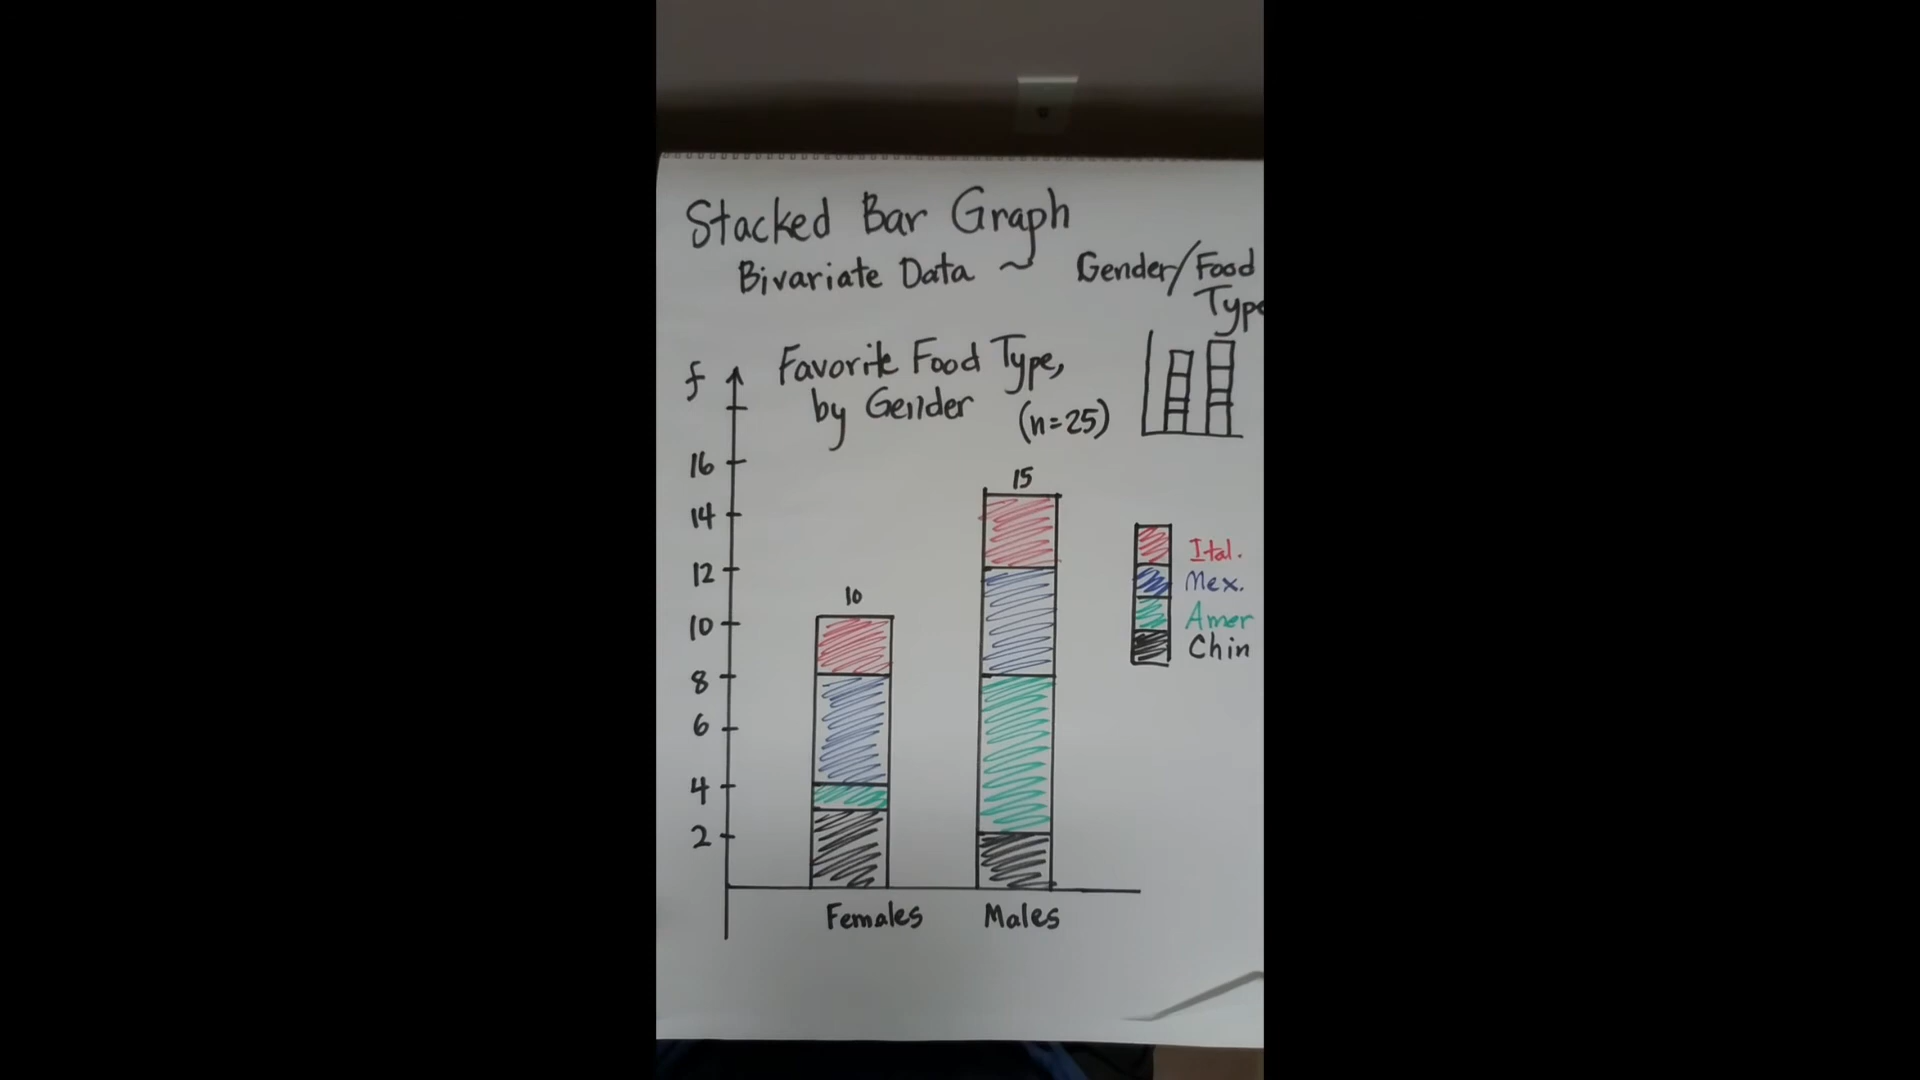 Stacked Bar Graph
Bivariate Data ~ Gender/Food
Type
Favorite Food Type,
by Gender (n=25)
f
16
14
12
10
8
6
4
2
10
15
Ital.
Mex.
Amer
Chin
Females Males